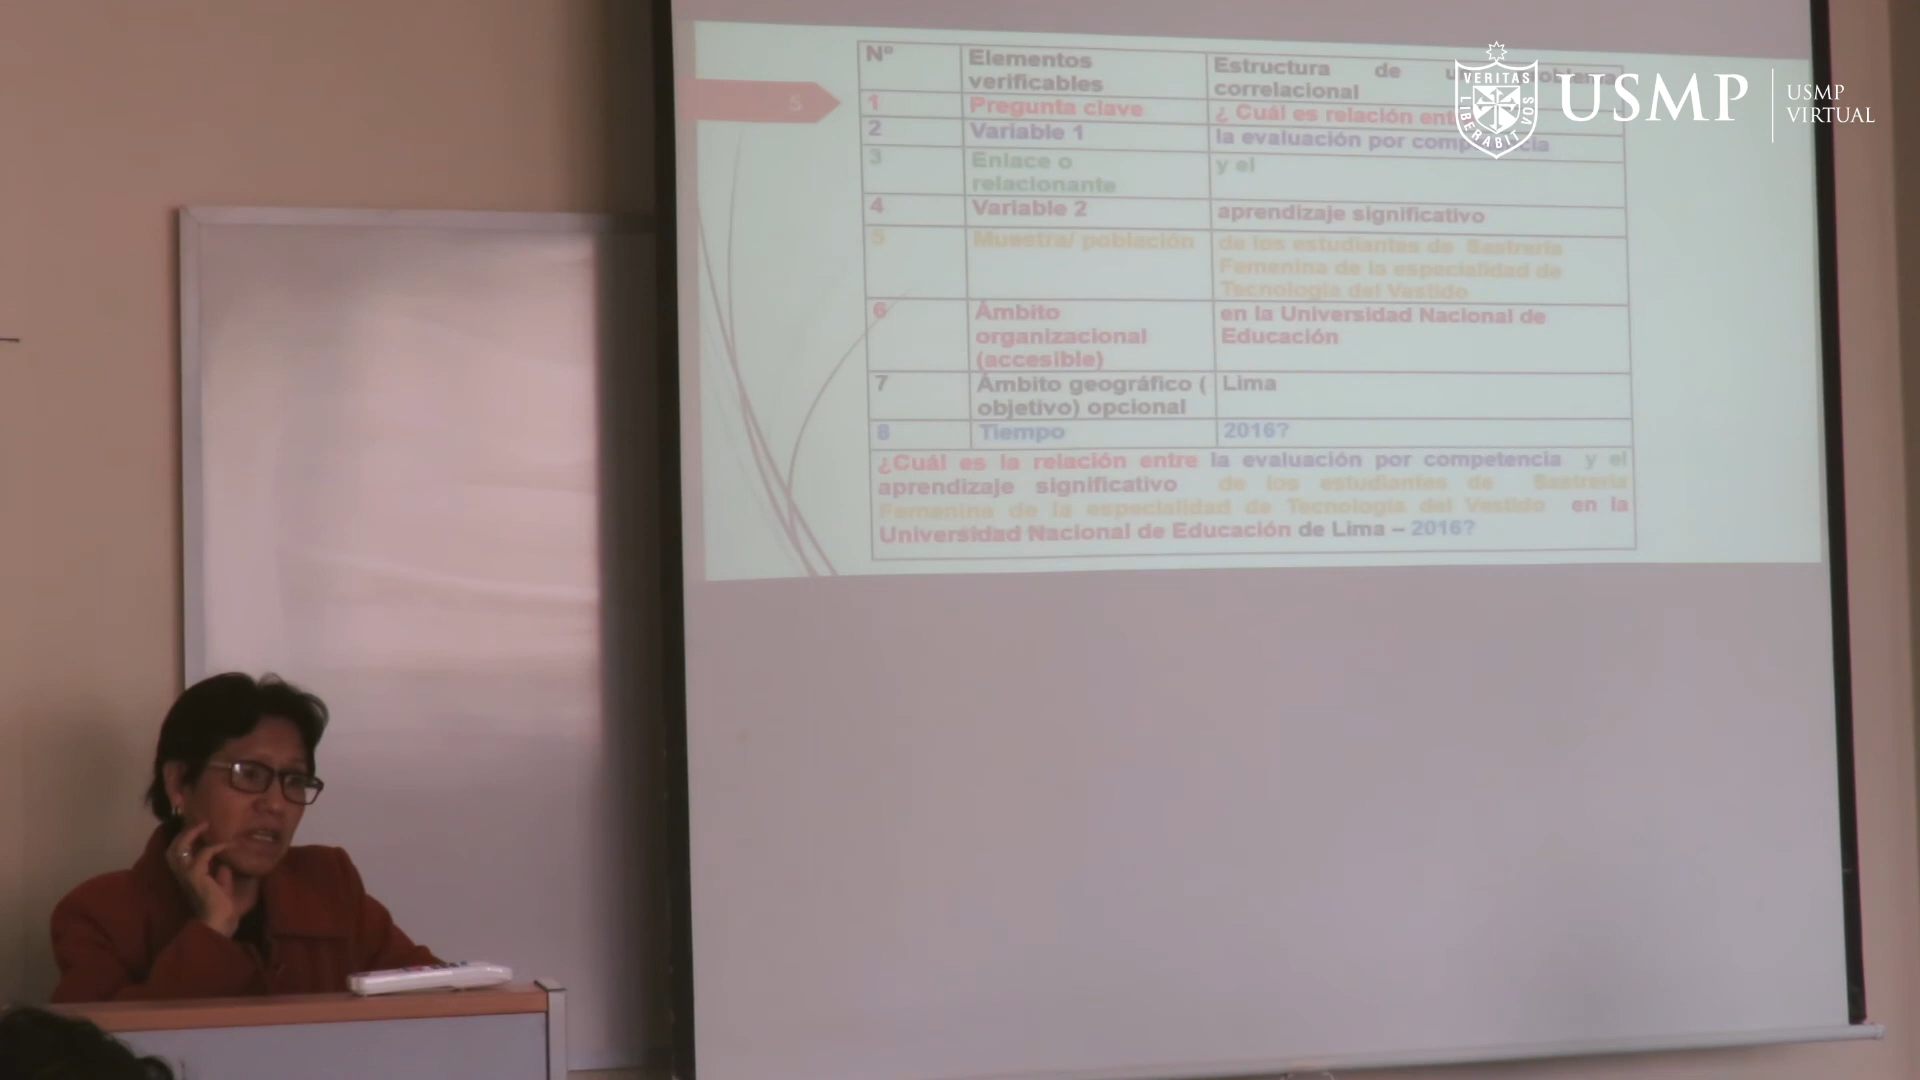 5
Nº
Elementos
verificables
Estructura de
correlacional
1
Pregunta clave
¿ Cuál es relación
2
Variable 1
la evaluación por
3
Enlace o
relacionante
y el
4
Variable 2
aprendizaje significativo
5
Muestra/ población
de los estudiantes de Sastreria
Femenina de la especialidad de
Tecnología del Vestido
6
Ámbito
organizacional
(accesible)
en la Universidad Nacional de
Educación
7
Ámbito geográfico (
objetivo) opcional
Lima
8
Tiempo
2016?
¿Cuál es la relación entre la evaluación por competencia y el
aprendizaje significativo de los estudiantes de Sastreria
Femenina de la especialidad de Tecnología del Vestido en la
Universidad Nacional de Educación de Lima – 2016?
VERITAS
LIBERABIT VOS
USMP
USMP
VIRTUAL